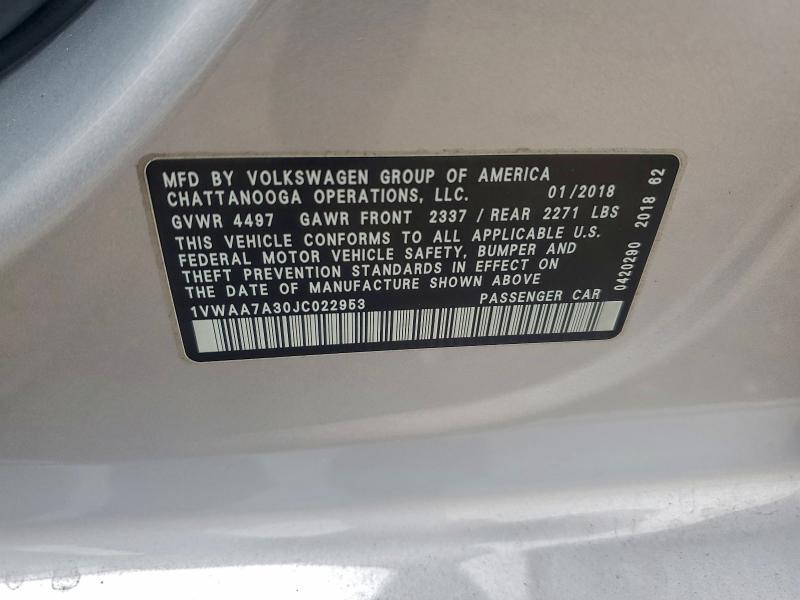 MFD BY VOLKSWAGEN GROUP OF AMERICA
CHATTANOOGA OPERATIONS, LLC. 01/2018
GVWR 4497 GAWR FRONT 2337 / REAR 2271 LBS
THIS VEHICLE CONFORMS TO ALL APPLICABLE U.S.
FEDERAL MOTOR VEHICLE SAFETY, BUMPER AND
THEFT PREVENTION STANDARDS IN EFFECT ON
THE DATE OF MANUFACTURE SHOWN ABOVE
1VWAA7A30JC022953 PASSENGER CAR
0420290 2018 62